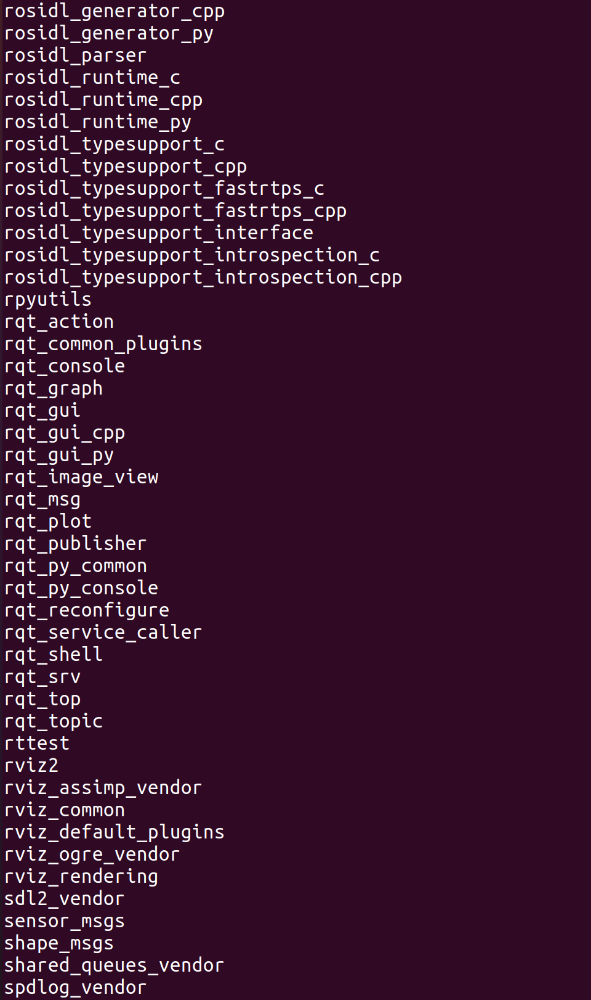 rosidl_generator_cpp
rosidl_generator_py
rosidl_parser
rosidl_runtime_c
rosidl_runtime_cpp
rosidl_runtime_py
rosidl_typesupport_c
rosidl_typesupport_cpp
rosidl_typesupport_fastrtps_c
rosidl_typesupport_fastrtps_cpp
rosidl_typesupport_interface
rosidl_typesupport_introspection_c
rosidl_typesupport_introspection_cpp
rpyutils
rqt_action
rqt_common_plugins
rqt_console
rqt_graph
rqt_gui
rqt_gui_cpp
rqt_gui_py
rqt_image_view
rqt_msg
rqt_plot
rqt_publisher
rqt_py_common
rqt_py_console
rqt_reconfigure
rqt_service_caller
rqt_shell
rqt_srv
rqt_top
rqt_topic
rttest
rviz2
rviz_assimp_vendor
rviz_common
rviz_default_plugins
rviz_ogre_vendor
rviz_rendering
sdl2_vendor
sensor_msgs
shape_msgs
shared_queues_vendor
spdlog_vendor